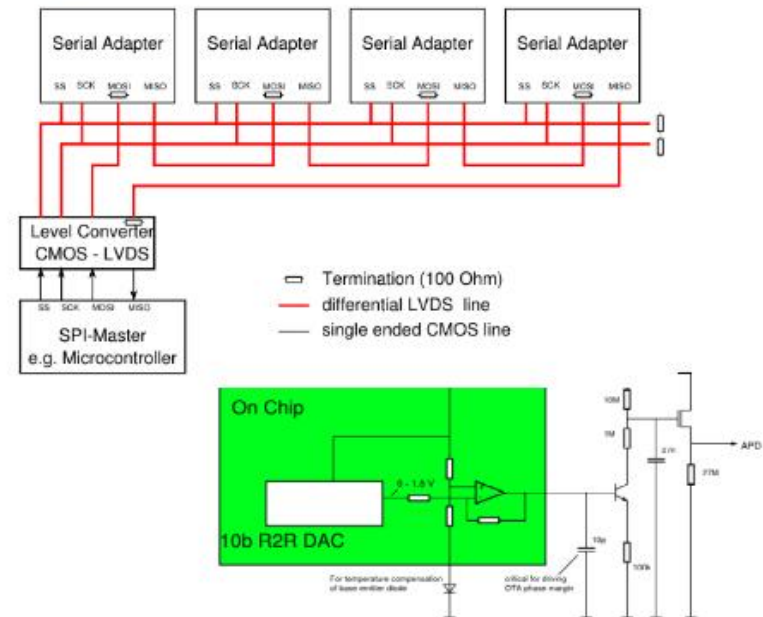 Serial Adapter
Serial Adapter
Serial Adapter
Serial Adapter
SS SCK MOSI MISO
SS SCK MOSI MISO
SS SCK MOSI MISO
SS SCK MOSI MISO
Level Converter
CMOS - LVDS
SS SCK MOSI MISO
SPI-Master
e.g. Microcontroller
Termination (100 Ohm)
differential LVDS line
single ended CMOS line
On Chip
0 - 1.8 V
10b R2R DAC
For temperature compensation
of base emitter diode
critical for driving
OTA phase margin
10p
10M
1M
100k
27M
APD